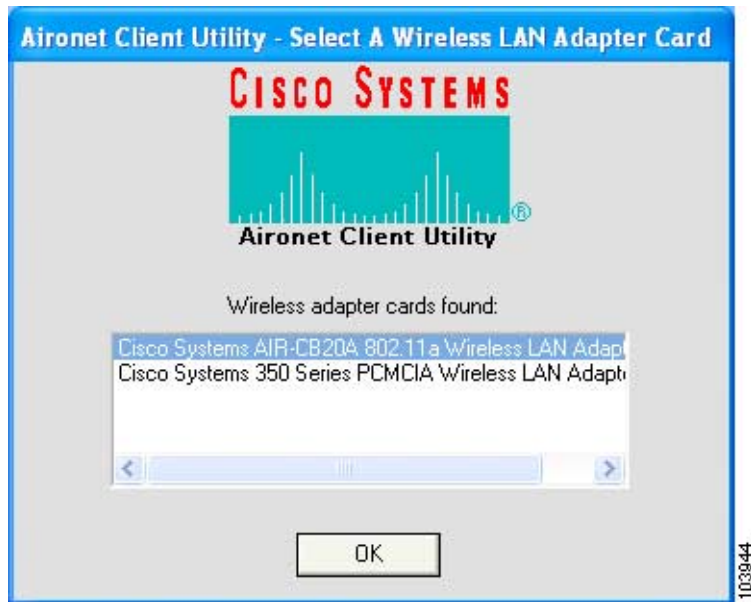 Aironet Client Utility - Select A Wireless LAN Adapter Card
CISCO SYSTEMS
®
Aironet Client Utility
Wireless adapter cards found:
Cisco Systems AIR-CB20A 802.11a Wireless LAN Adapt
Cisco Systems 350 Series PCMCIA Wireless LAN Adapt
OK
103944